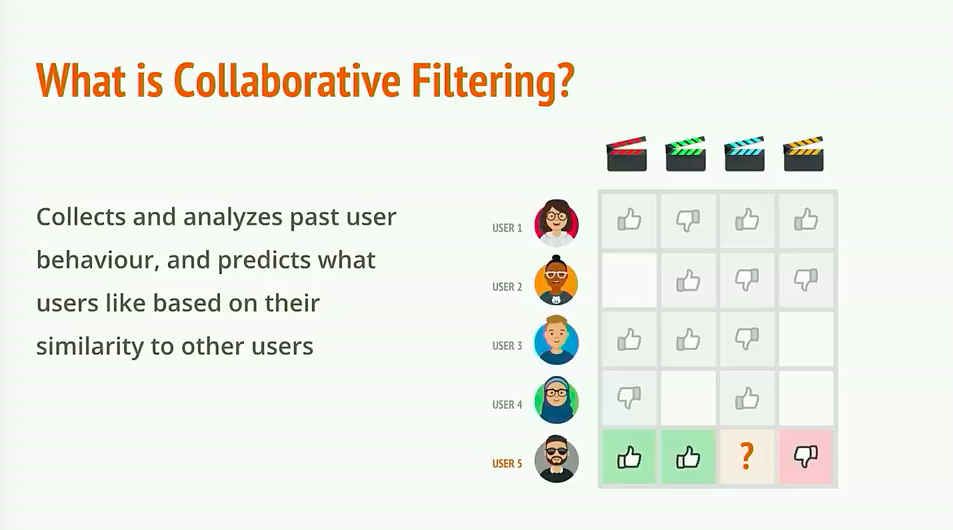 What is Collaborative Filtering?
Collects and analyzes past user
behaviour, and predicts what
users like based on their
similarity to other users
USER 1
USER 2
USER 3
USER 4
USER 5
?